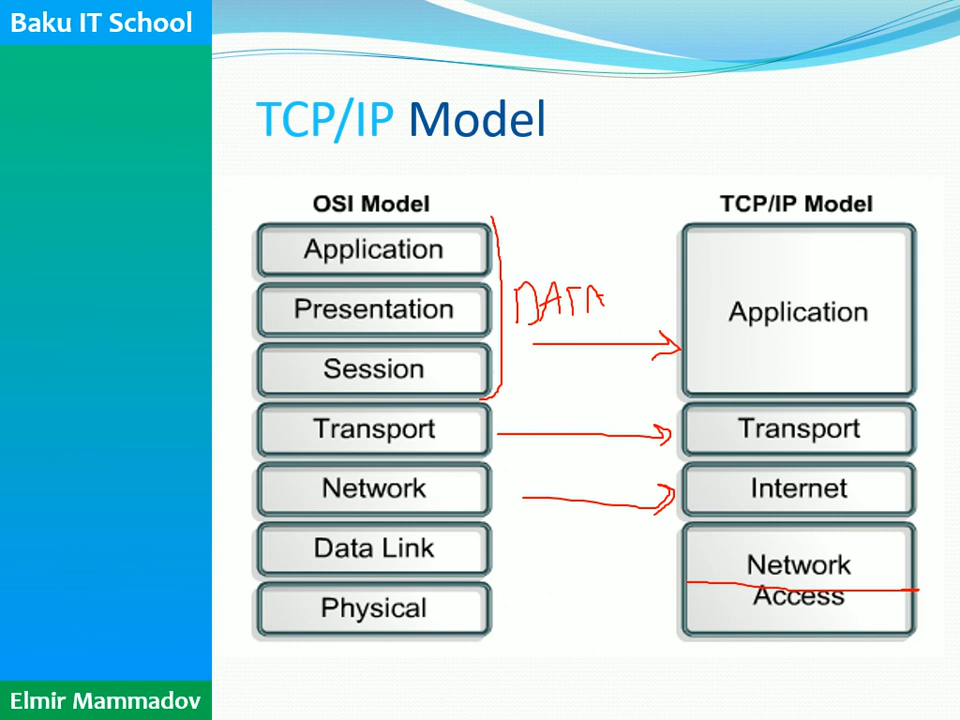 Baku IT School
TCP/IP Model
OSI Model
Application
Presentation
Session
Transport
Network
Data Link
Physical
DATA
TCP/IP Model
Application
Transport
Internet
Network
Access
Elmir Mammadov